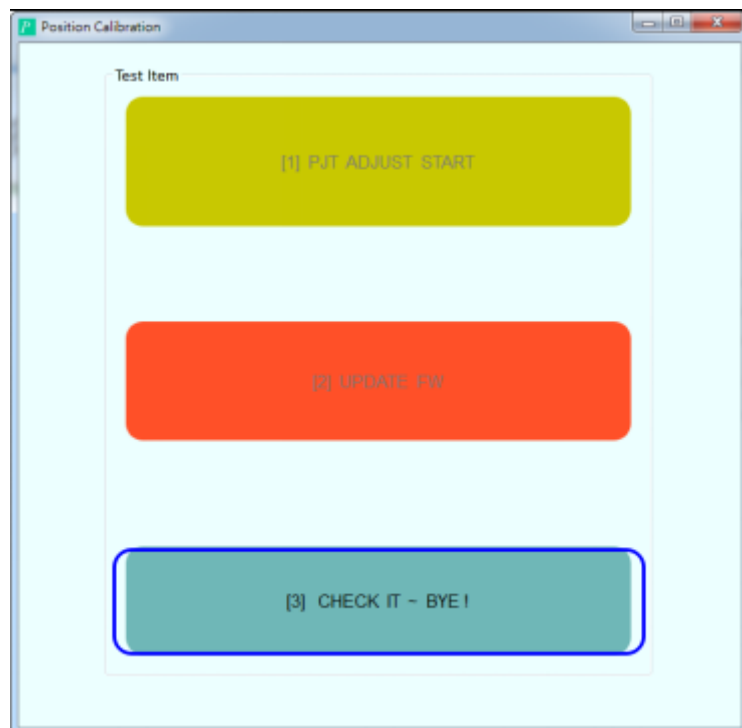 Position Calibration
Test Item
[1] PJT ADJUST START
[2] UPDATE FW
[3] CHECK IT ~ BYE !